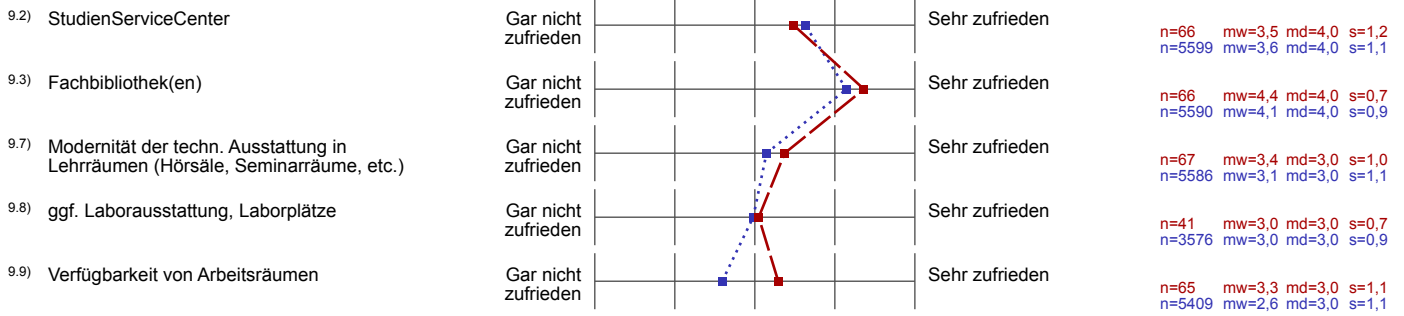 9.2) StudienServiceCenter
Gar nicht
zufrieden
Sehr zufrieden
n=66 mw=3,5 md=4,0 s=1,2
n=5599 mw=3,6 md=4,0 s=1,1
9.3) Fachbibliothek(en)
Gar nicht
zufrieden
Sehr zufrieden
n=66 mw=4,4 md=4,0 s=0,7
n=5590 mw=4,1 md=4,0 s=0,9
9.7) Modernität der techn. Ausstattung in
Lehrräumen (Hörsäle, Seminarräume, etc.)
Gar nicht
zufrieden
Sehr zufrieden
n=67 mw=3,4 md=3,0 s=1,0
n=5586 mw=3,1 md=3,0 s=1,1
9.8) ggf. Laborausstattung, Laborplätze
Gar nicht
zufrieden
Sehr zufrieden
n=41 mw=3,0 md=3,0 s=0,7
n=3576 mw=3,0 md=3,0 s=0,9
9.9) Verfügbarkeit von Arbeitsräumen
Gar nicht
zufrieden
Sehr zufrieden
n=65 mw=3,3 md=3,0 s=1,1
n=5409 mw=2,6 md=3,0 s=1,1